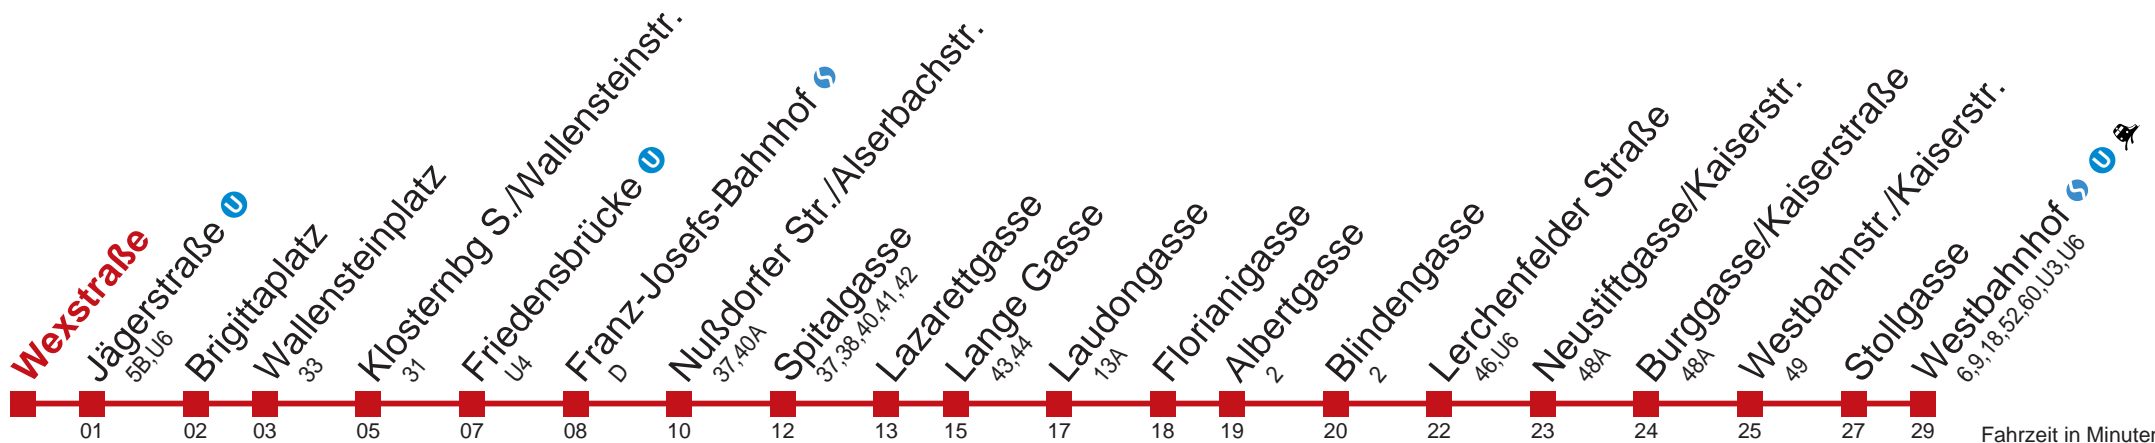 Wexstraße
Jägerstraße U
5B,U6
Brigittaplatz
Wallensteinplatz
33
Klosternbg S./Wallensteinstr.
31
Friedensbrücke U
U4
Franz-Josefs-Bahnhof S
D
Nußdorfer Str./Alserbachstr.
37,40A
Spitalgasse
37,38,40,41,42
Lazarettgasse
Lange Gasse
43,44
Laudongasse
13A
Florianigasse
Albertgasse
2
Blindengasse
2
Lerchenfelder Straße
46,U6
Neustiftgasse/Kaiserstr.
48A
Burggasse/Kaiserstraße
48A
Westbahnstr./Kaiserstr.
49
Stollgasse
Westbahnhof S U
6,9,18,52,60,U3,U6
01 02 03 05 07 08 10 12 13 15 17 18 19 20 22 23 24 25 27 29 Fahrzeit in Minuten